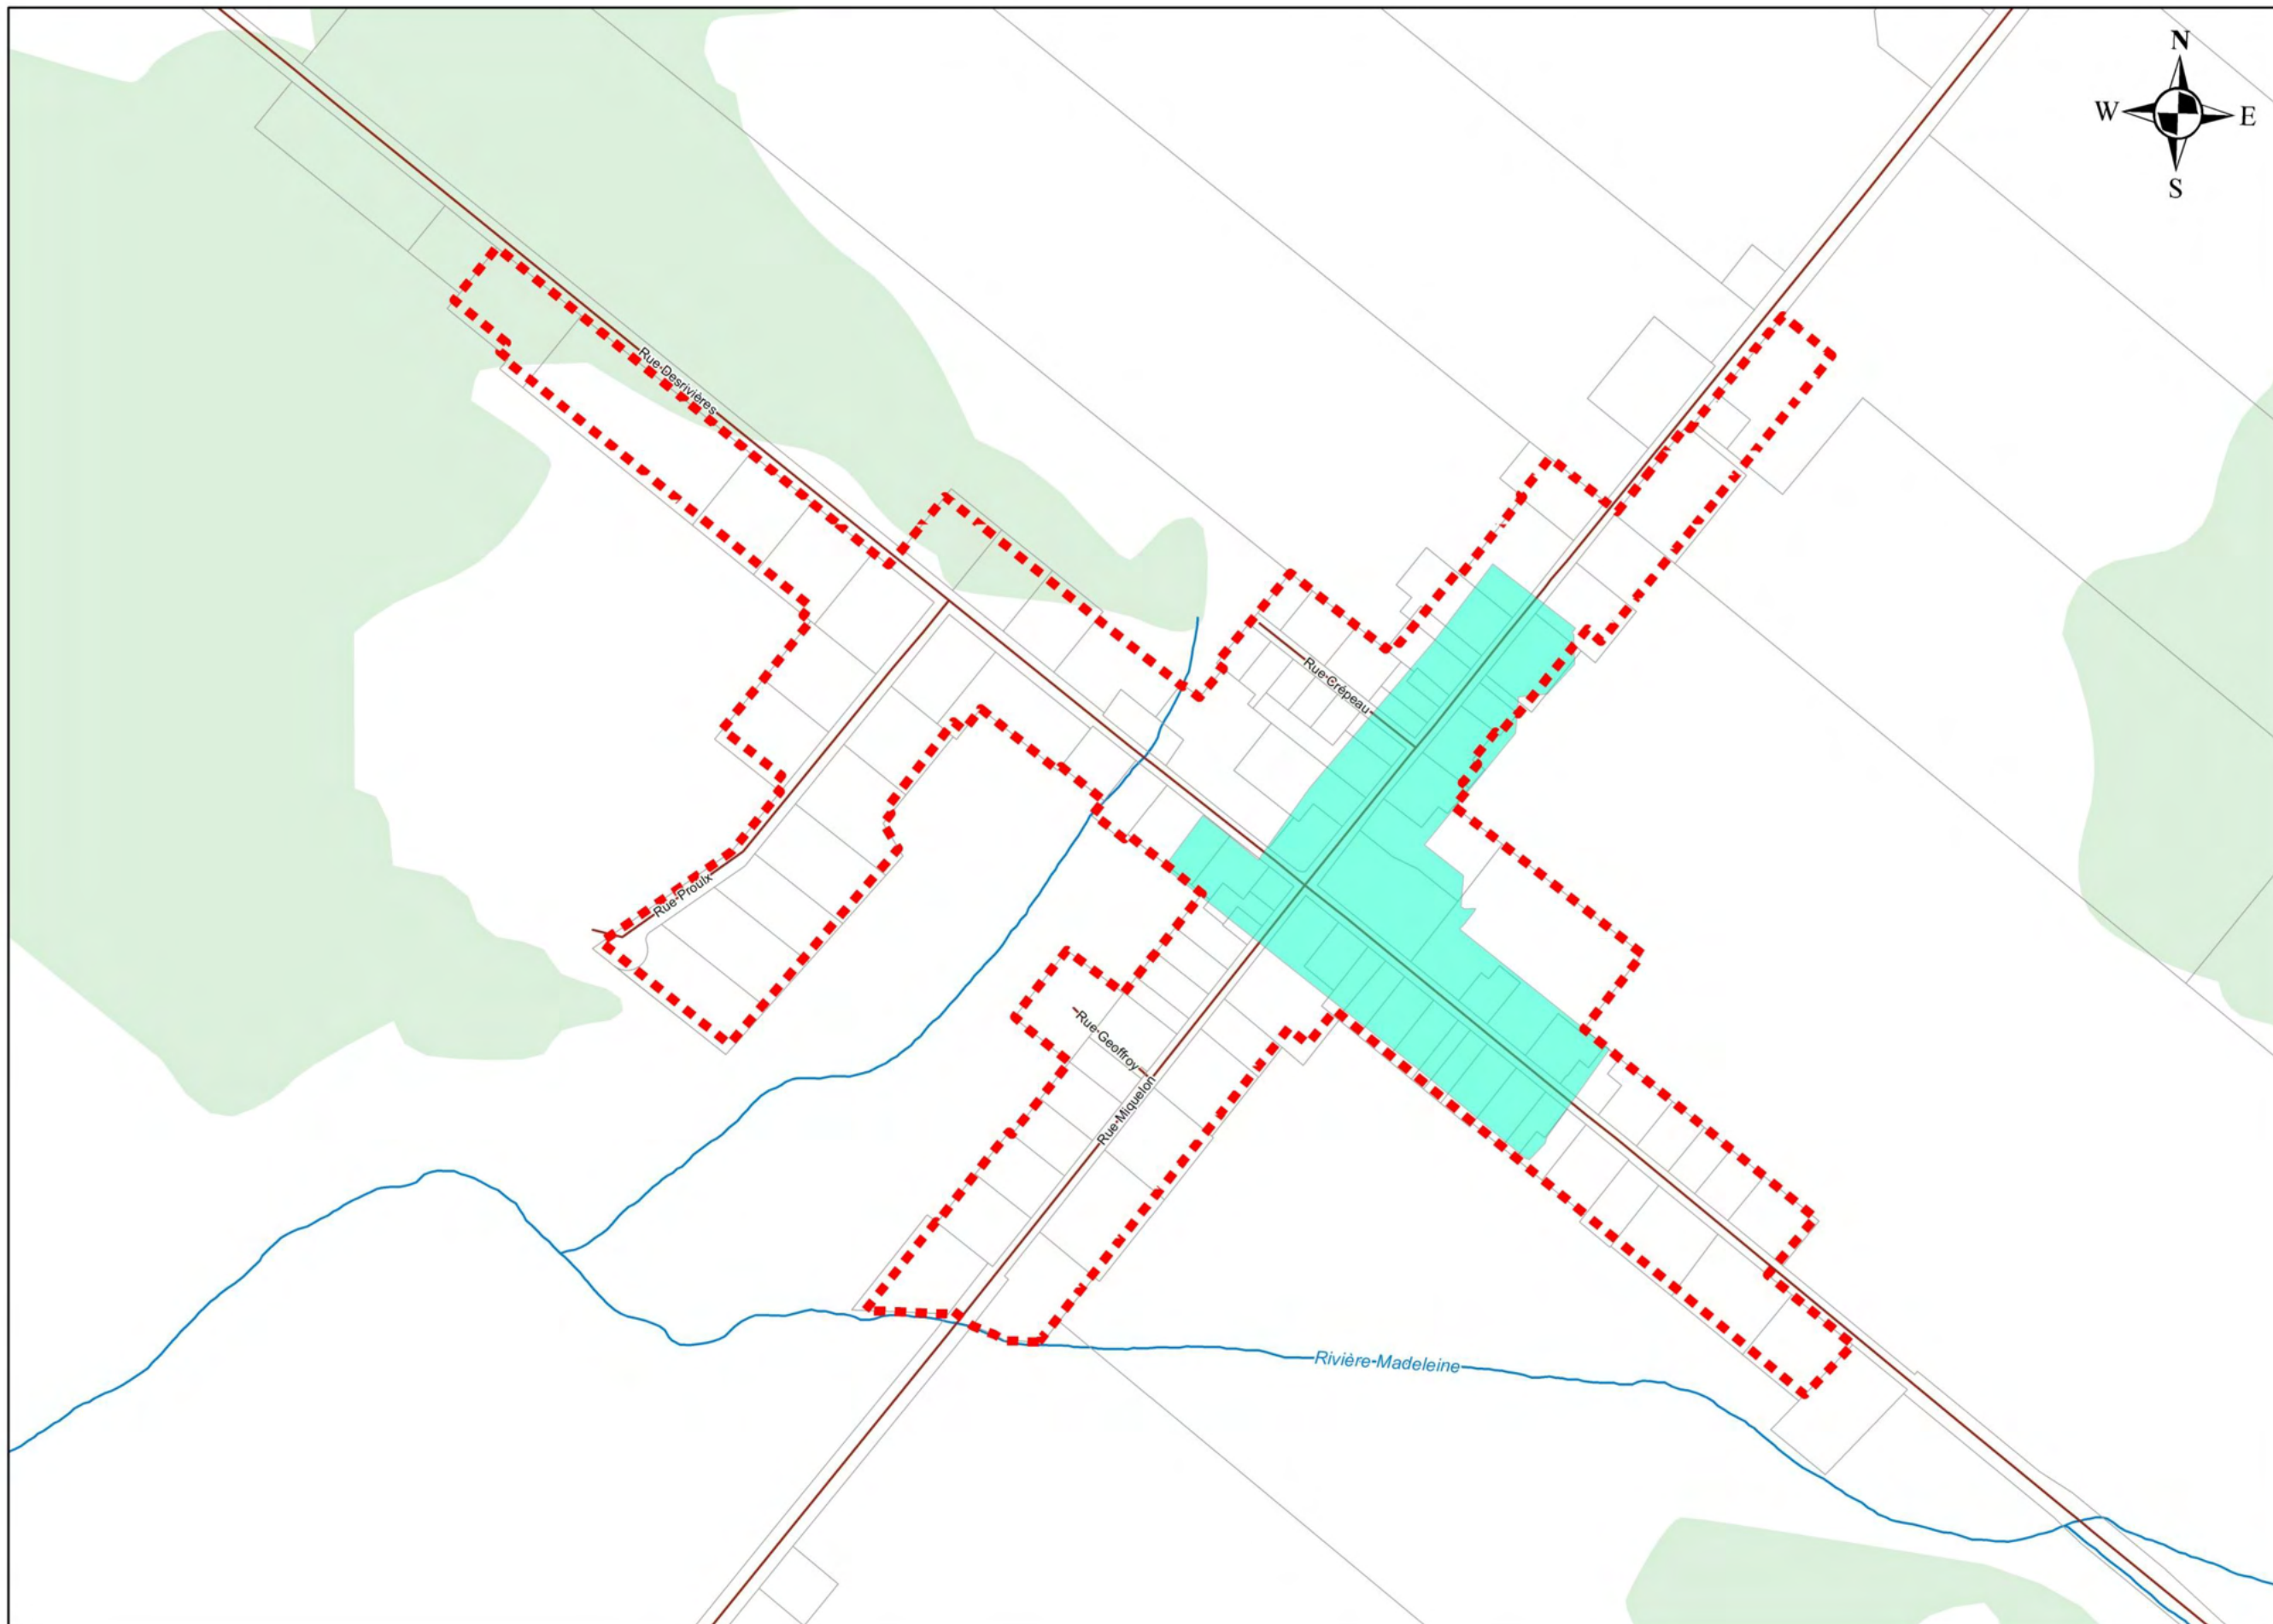 N
W E
S
Rue Desrivières
Rue Crépeau
Rue Proulx
Rue Geoffroy
Rue Miquelon
Rivière Madeleine